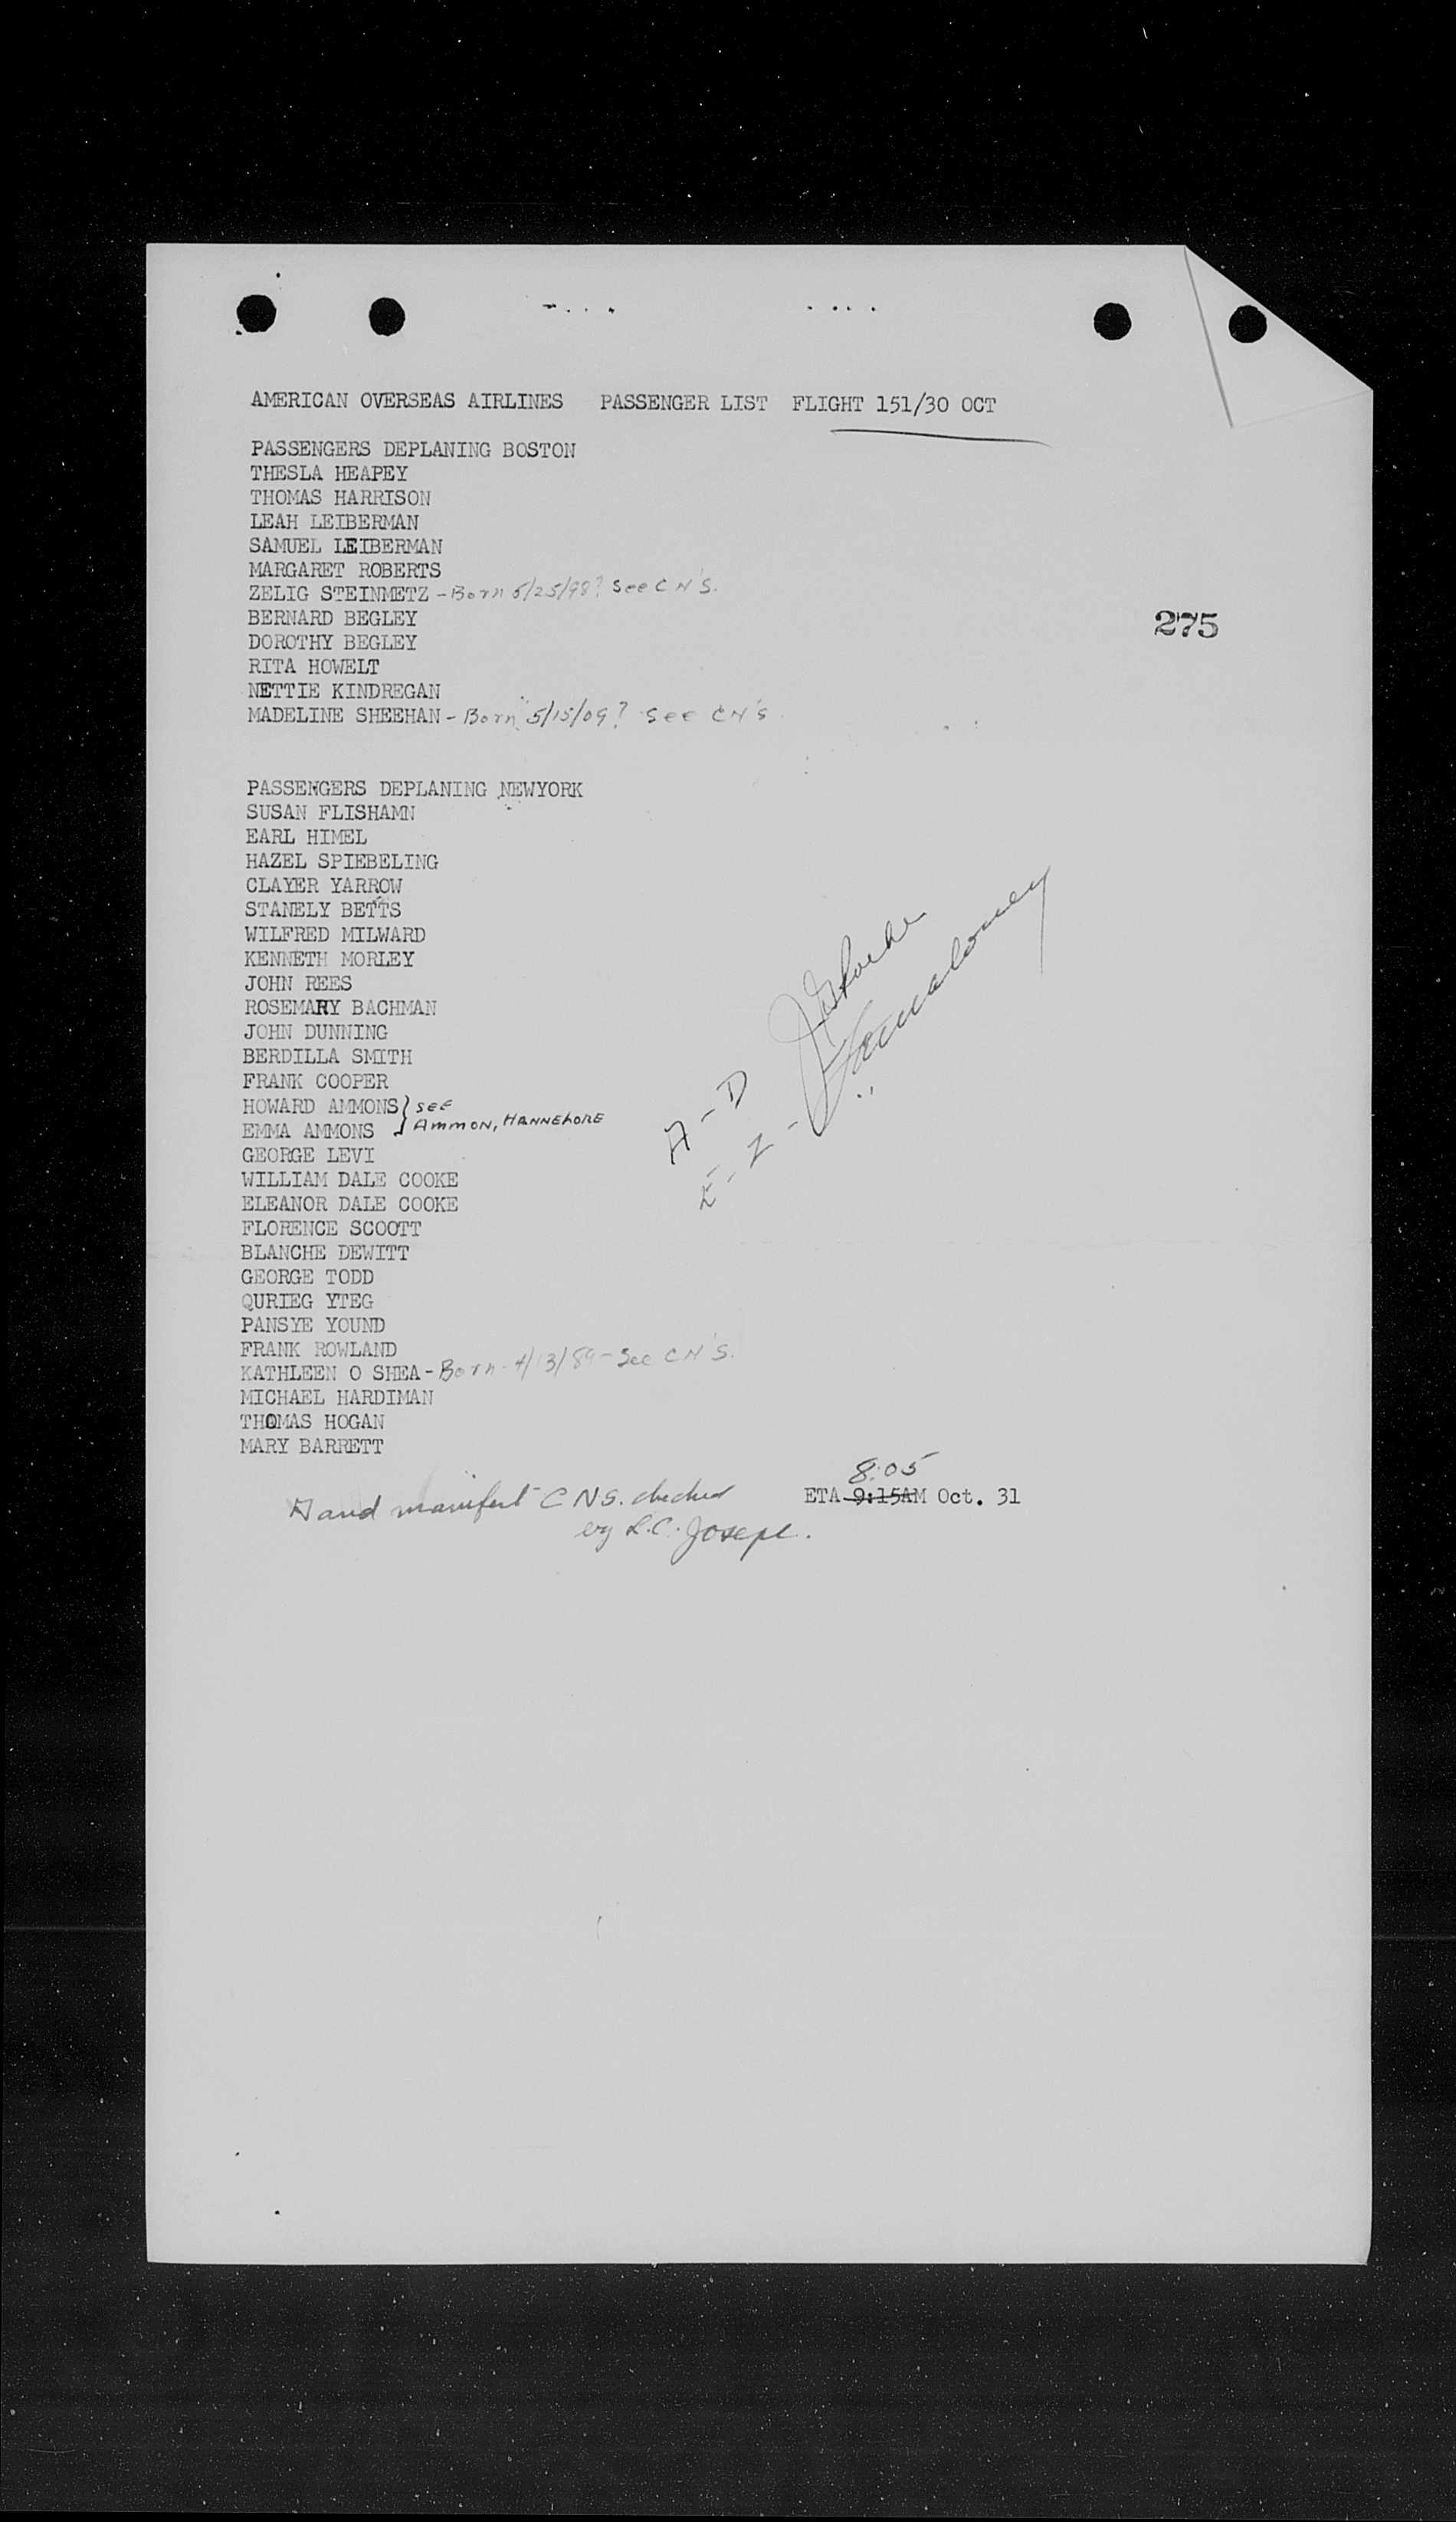 AMERICAN OVERSEAS AIRLINES PASSENGER LIST FLIGHT 151/30 OCT
PASSENGERS DEPLANING BOSTON
THESLA HEAPEY
THOMAS HARRISON
LEAH LEIBERMAN
SAMUEL LEIBERMAN
MARGARET ROBERTS
ZELIG STEINMETZ - Born 5/25/98? See CN'S.
BERNARD BEGLEY
275
DOROTHY BEGLEY
RITA HOWELT
NETTIE KINDREGAN
MADELINE SHEEHAN - Born 5/15/09? See CN'S
PASSENGERS DEPLANING NEWYORK
SUSAN FLISHAMN
EARL HIMEL
HAZEL SPIEBELING
CLAYER YARROW
STANELY BETTS
WILFRED MILWARD
KENNETH MORLEY
JOHN REES
ROSEMARY BACHMAN
JOHN DUNNING
BERDILLA SMITH
FRANK COOPER
HOWARD AMMONS } See
EMMA AMMONS } AMMON, HANNELORE
A - D
E - Z -
GEORGE LEVI
WILLIAM DALE COOKE
ELEANOR DALE COOKE
FLORENCE SCOOTT
BLANCHE DEWITT
GEORGE TODD
QURIEG YTEG
PANSYE YOUND
FRANK ROWLAND
KATHLEEN O SHEA - Born - 4/13/89 - See CN'S.
MICHAEL HARDIMAN
THOMAS HOGAN
MARY BARRETT
8:05
ETA 9:15AM Oct. 31
manifest CNS. checked
by L.C. Joseph.